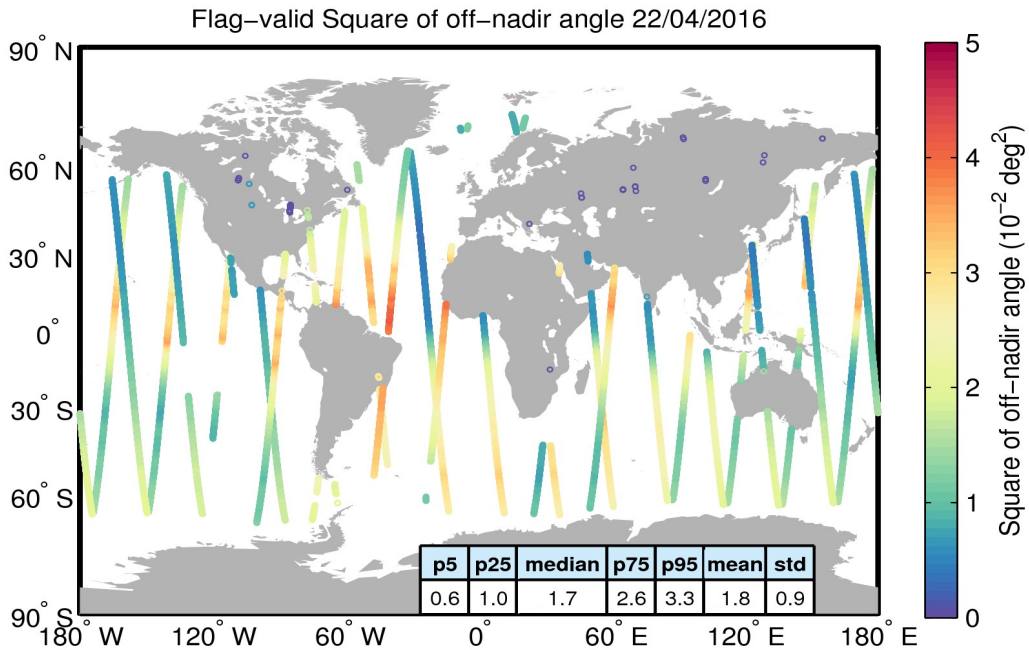 Flag−valid Square of off−nadir angle 22/04/2016
90° N
60° N
30° N
0°
30° S
60° S
90° S
180° W
120° W
60° W
0°
60° E
120° E
180° E
p5 p25 median p75 p95 mean std
0.6 1.0 1.7 2.6 3.3 1.8 0.9
5
4
3
2
1
0
Square of off−nadir angle (10⁻² deg²)